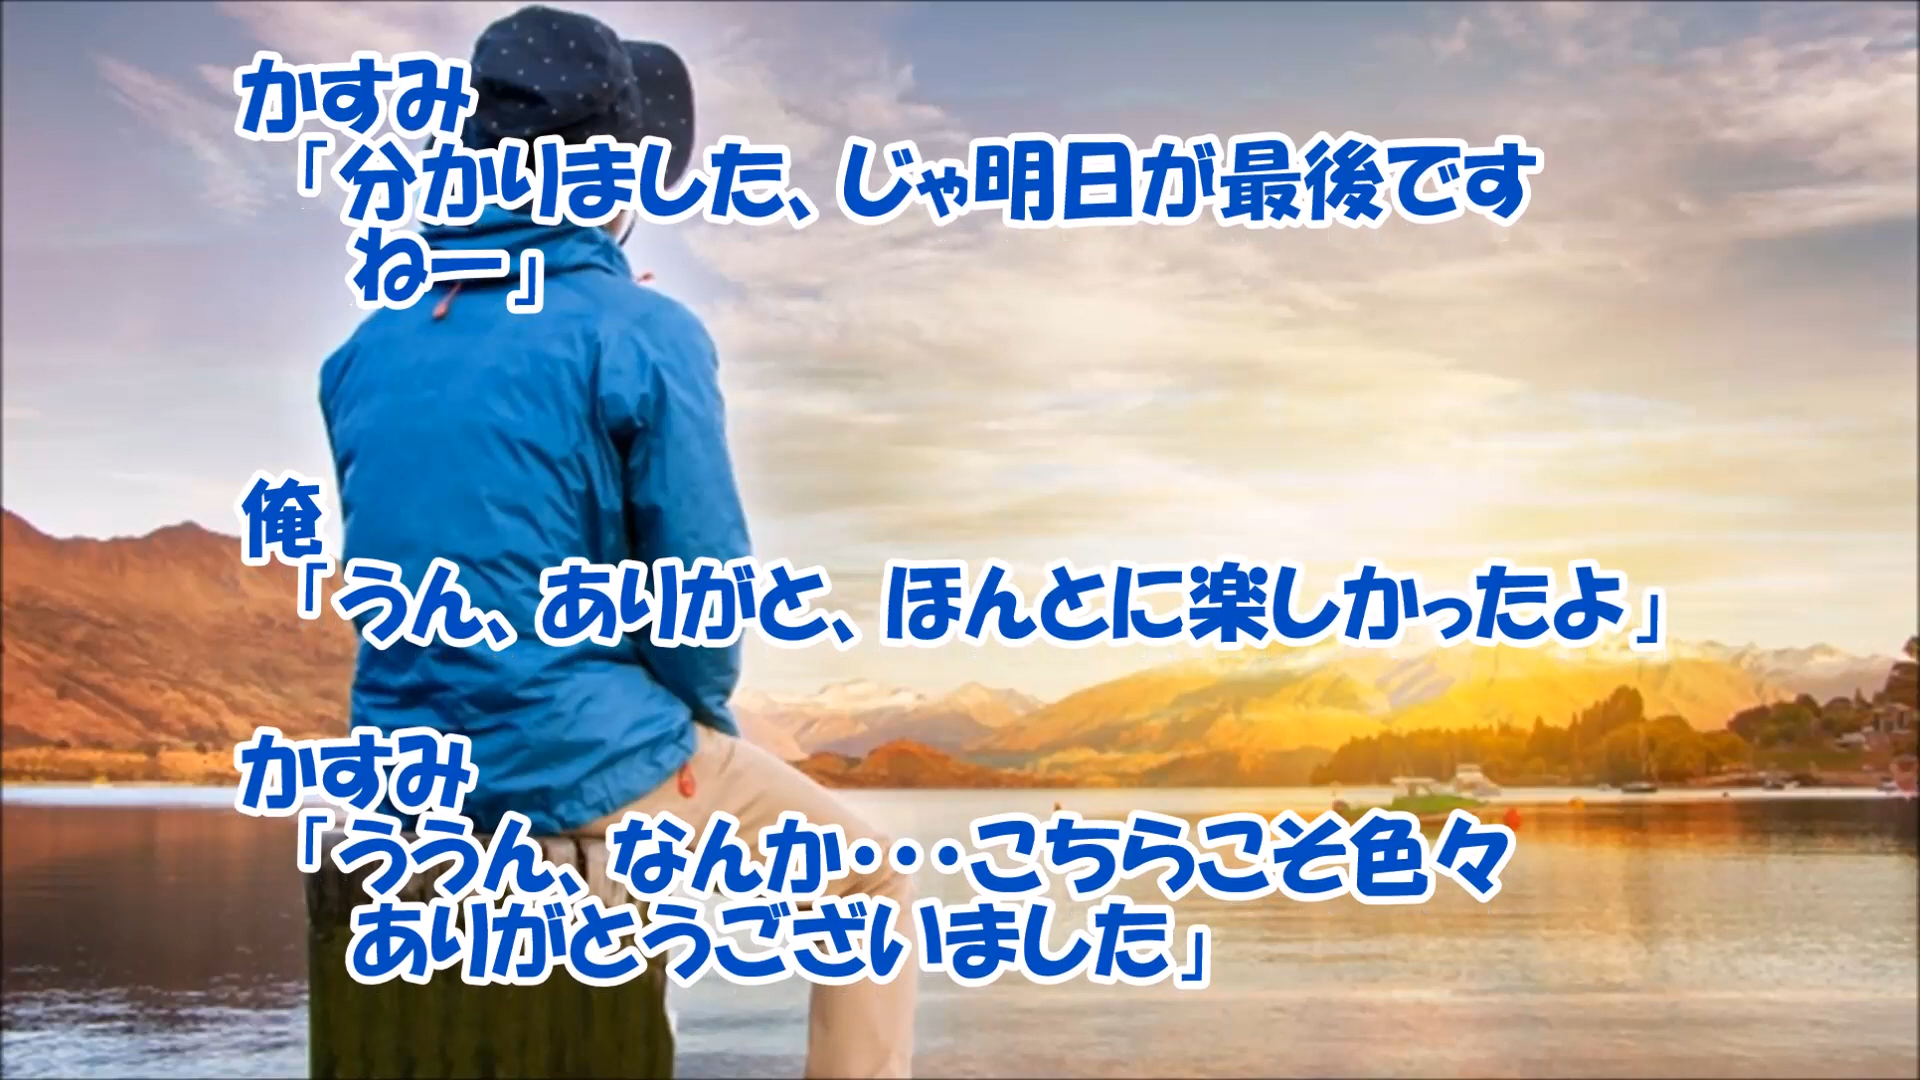 かすみ
「分かりました、じゃ明日が最後です
ねー」
俺
「うん、ありがと、ほんとに楽しかったよ」
かすみ
「ううん、なんか・・・こちらこそ色々
ありがとうございました」